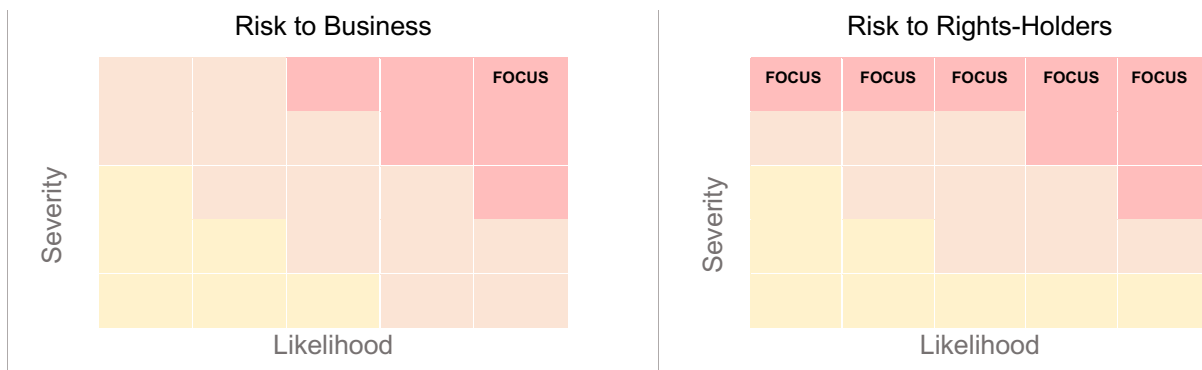 Risk to Business
FOCUS
Severity
Likelihood
Risk to Rights-Holders
FOCUS FOCUS FOCUS FOCUS FOCUS
Severity
Likelihood